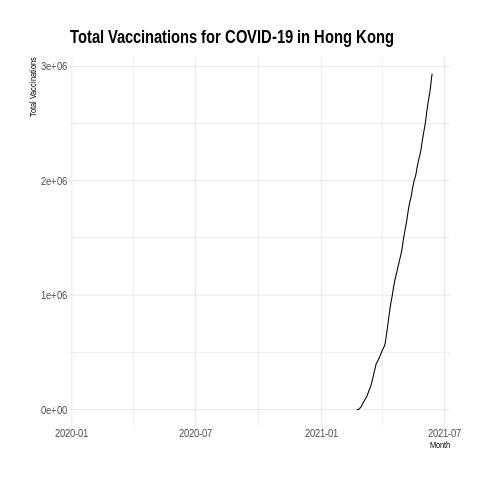 Total Vaccinations for COVID-19 in Hong Kong
Total Vaccinations
3e+06
2e+06
1e+06
0e+00
2020-01 2020-07 2021-01 2021-07
Month